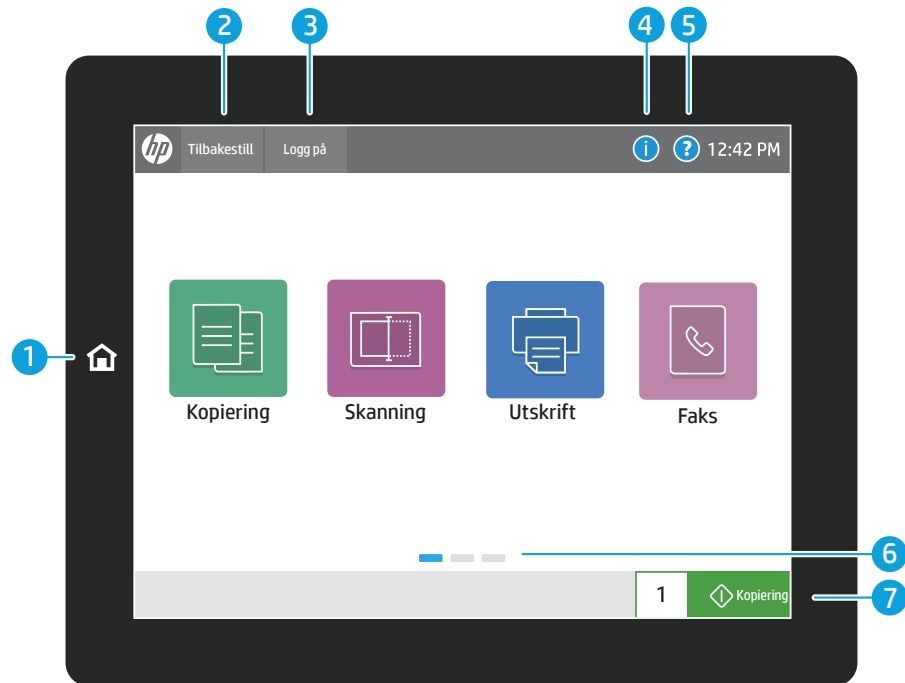 2 3 4 5
hp Tilbakestill Logg på i ? 12:42 PM
1
Kopiering Skanning Utskrift Faks
6
1 Kopiering 7